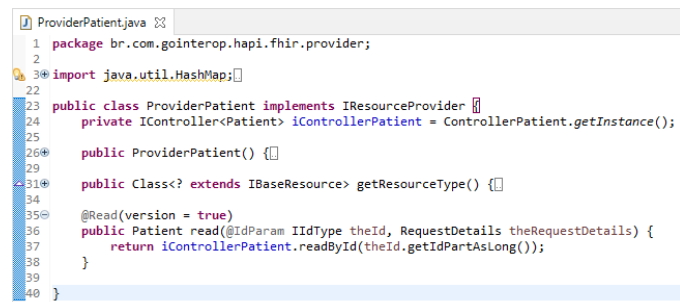 ProviderPatient.java
1 package br.com.gointerop.hapi.fhir.provider;
2
3 import java.util.HashMap;
22
23 public class ProviderPatient implements IResourceProvider {
24 private IController<Patient> iControllerPatient = ControllerPatient.getInstance();
25
26 public ProviderPatient() {
29
31 public Class<? extends IBaseResource> getResourceType() {
34
35 @Read(version = true)
36 public Patient read(@IdParam IIdType theId, RequestDetails theRequestDetails) {
37 return iControllerPatient.readById(theId.getIdPartAsLong());
38 }
39
40 }